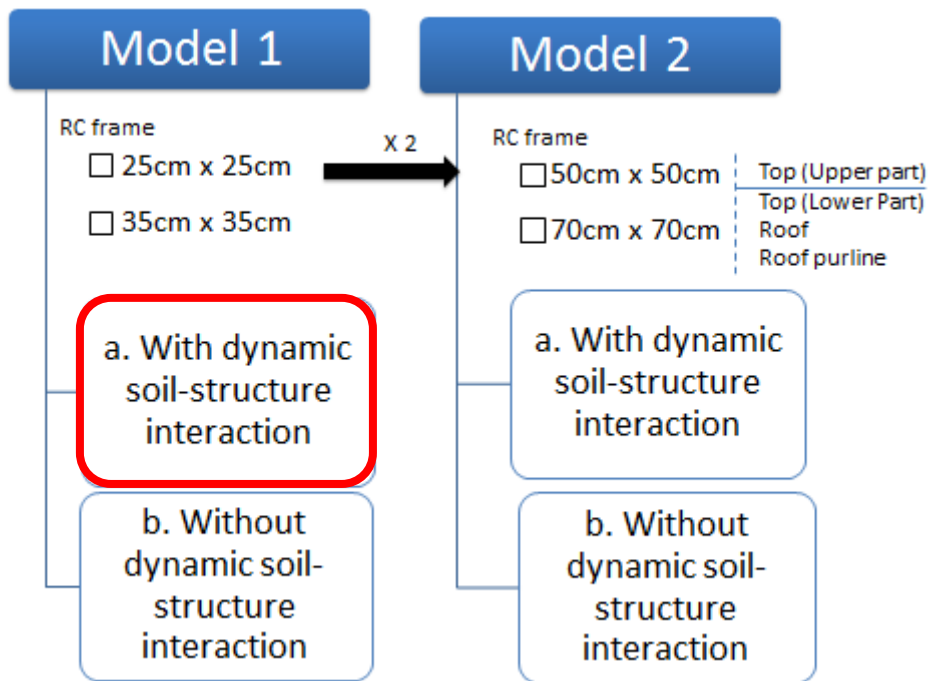 Model 1
RC frame
25cm x 25cm
35cm x 35cm
a. With dynamic
soil-structure
interaction
b. Without
dynamic soil-
structure
interaction
X 2
Model 2
RC frame
50cm x 50cm
70cm x 70cm
Top (Upper part)
Top (Lower Part)
Roof
Roof purline
a. With dynamic
soil-structure
interaction
b. Without
dynamic soil-
structure
interaction